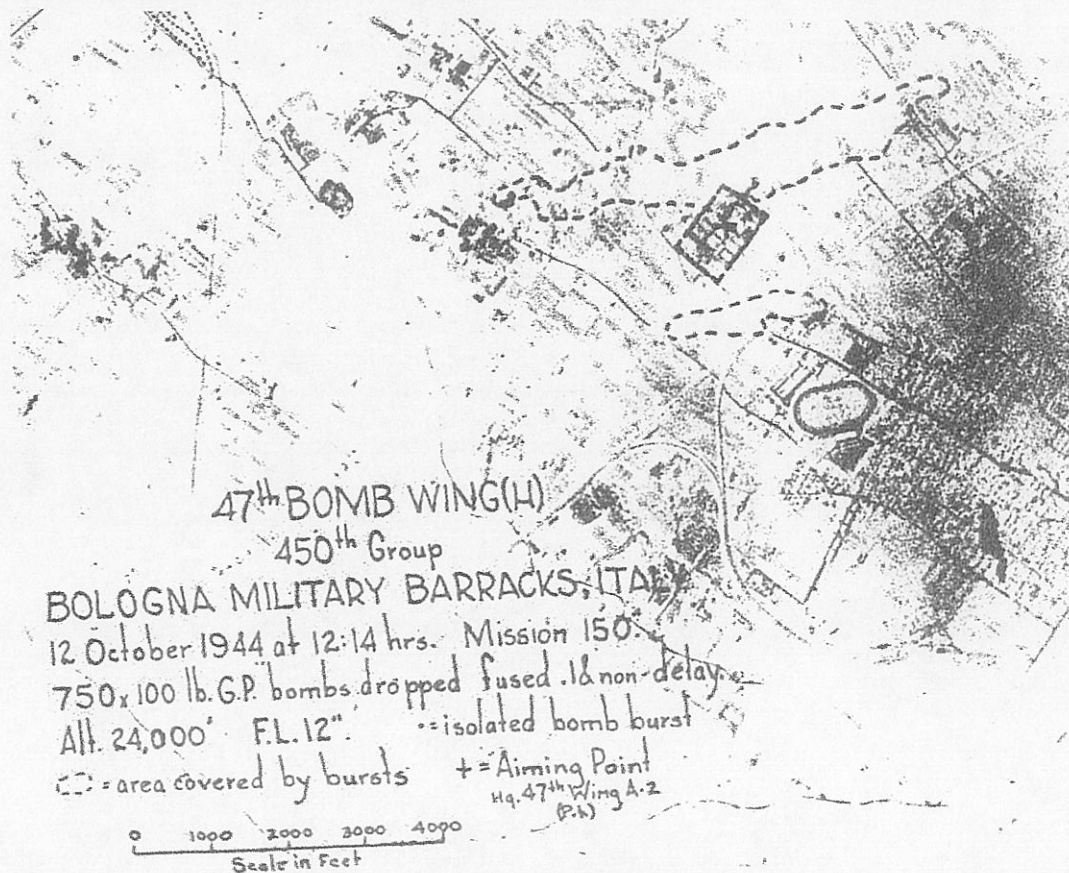 47th BOMB WING(H)
450th Group
BOLOGNA MILITARY BARRACKS, ITALY
12 October 1944 at 12:14 hrs. Mission 150.
750 x 100 lb. G.P. bombs dropped fused .1 & non-delay.
Alt. 24,000' F.L. 12". • = isolated bomb burst
= area covered by bursts + = Aiming Point
Hq. 47th Wing A-2
(P.h)
0 1000 2000 3000 4000
Scale in Feet